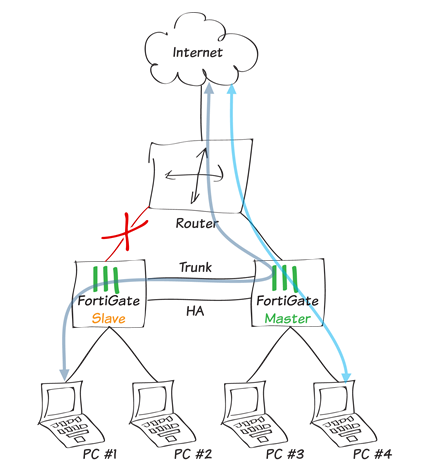 Internet
Router
Trunk
FortiGate
Slave
HA
FortiGate
Master
PC #1
PC #2
PC #3
PC #4